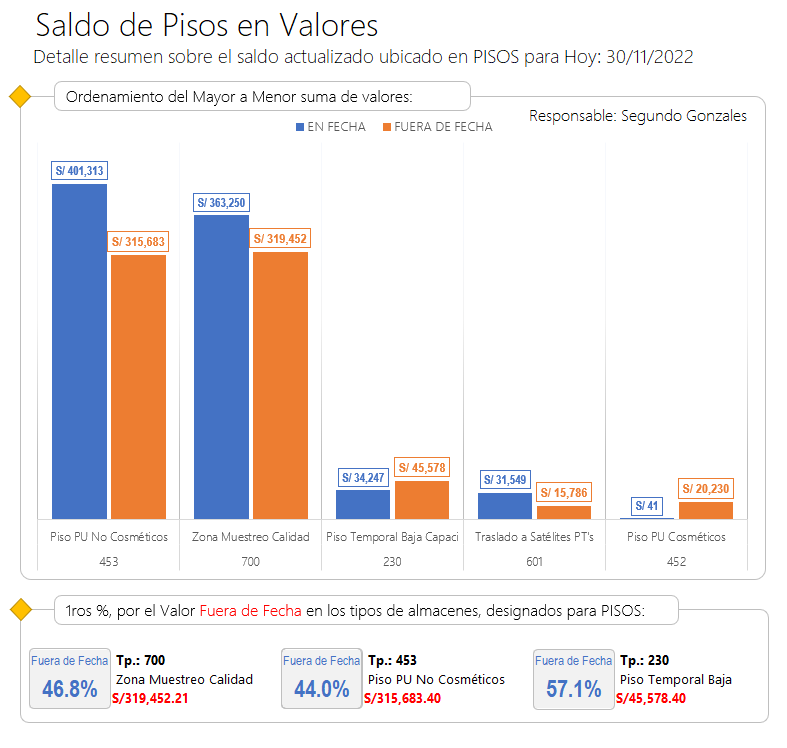 Saldo de Pisos en Valores
Detalle resumen sobre el saldo actualizado ubicado en PISOS para Hoy: 30/11/2022
Ordenamiento del Mayor a Menor suma de valores:
Responsable: Segundo Gonzales
EN FECHA FUERA DE FECHA
S/ 401,313
S/ 315,683
S/ 363,250
S/ 319,452
S/ 34,247
S/ 45,578
S/ 31,549
S/ 15,786
S/ 41
S/ 20,230
Piso PU No Cosméticos
Zona Muestreo Calidad
Piso Temporal Baja Capaci
Traslado a Satélites PT's
Piso PU Cosméticos
453
700
230
601
452
1ros %, por el Valor Fuera de Fecha en los tipos de almacenes, designados para PISOS:
Fuera de Fecha
46.8%
Tp.: 700
Zona Muestreo Calidad
S/319,452.21
Fuera de Fecha
44.0%
Tp.: 453
Piso PU No Cosméticos
S/315,683.40
Fuera de Fecha
57.1%
Tp.: 230
Piso Temporal Baja
S/45,578.40